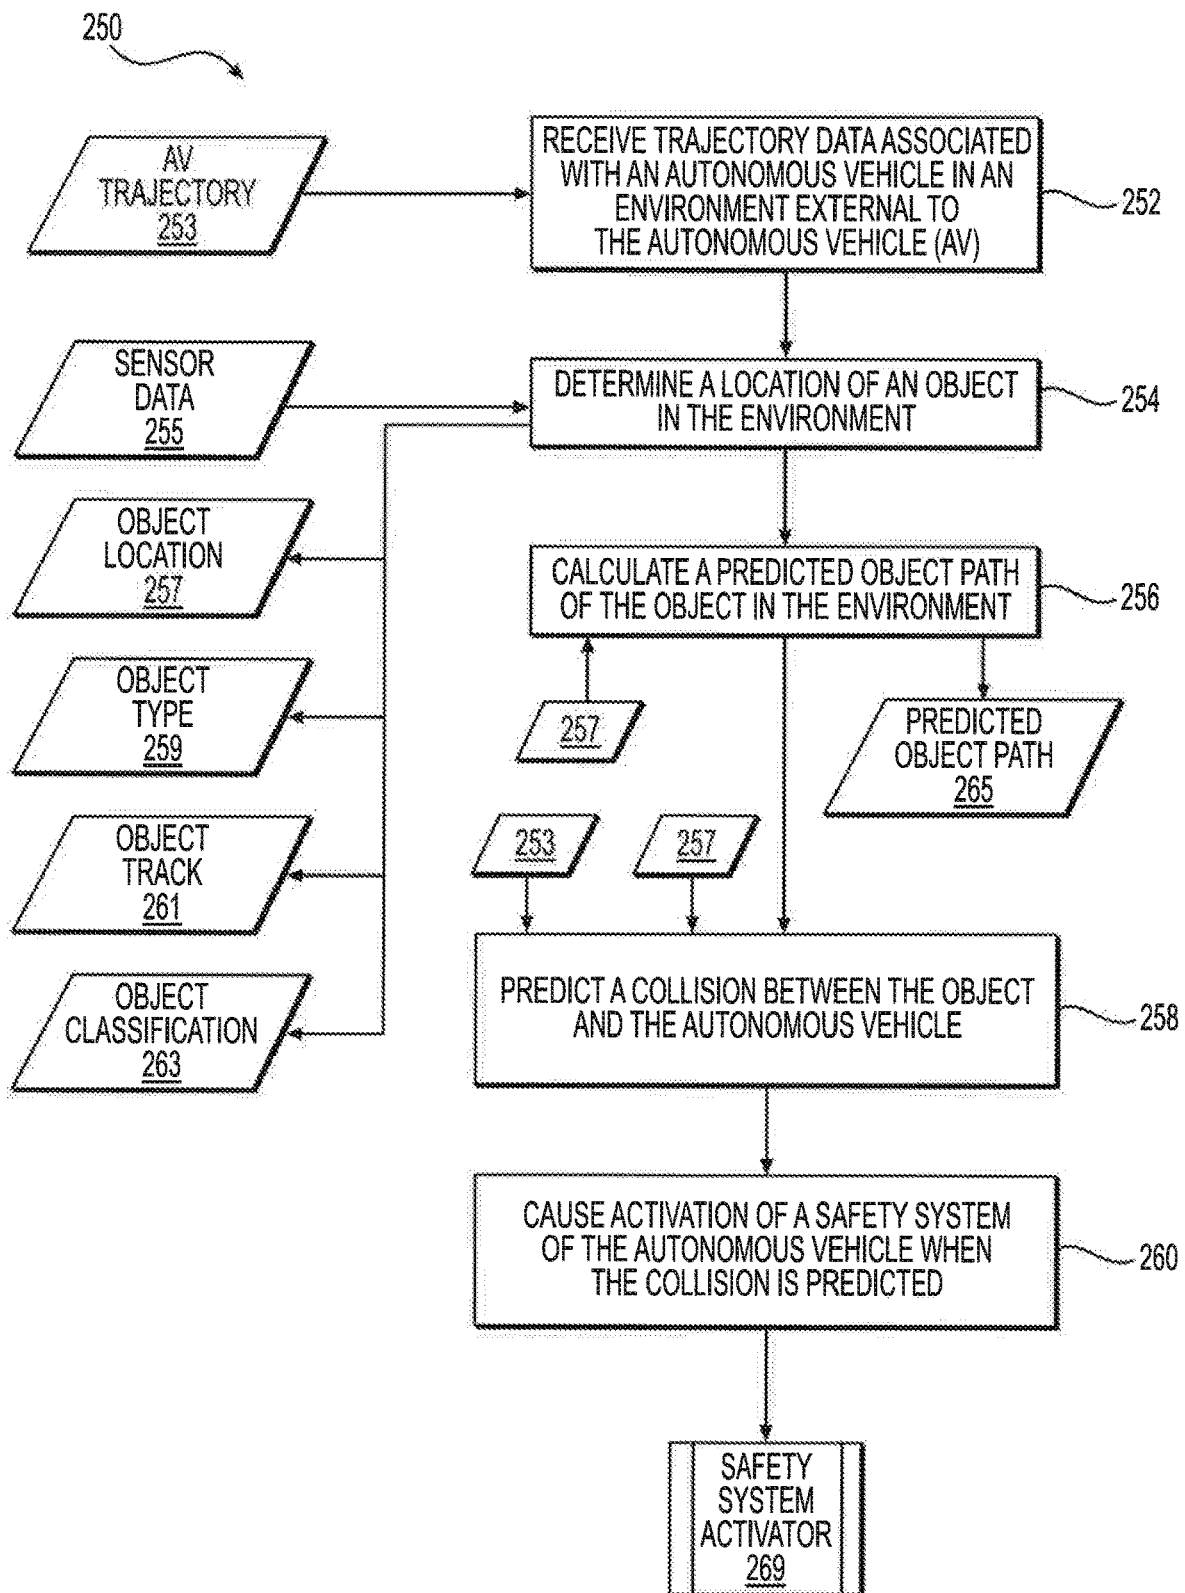 250
AV
TRAJECTORY
253
RECEIVE TRAJECTORY DATA ASSOCIATED
WITH AN AUTONOMOUS VEHICLE IN AN
ENVIRONMENT EXTERNAL TO
THE AUTONOMOUS VEHICLE (AV)
252
SENSOR
DATA
255
DETERMINE A LOCATION OF AN OBJECT
IN THE ENVIRONMENT
254
OBJECT
LOCATION
257
CALCULATE A PREDICTED OBJECT PATH
OF THE OBJECT IN THE ENVIRONMENT
256
OBJECT
TYPE
259
257
PREDICTED
OBJECT PATH
265
OBJECT
TRACK
261
253
257
OBJECT
CLASSIFICATION
263
PREDICT A COLLISION BETWEEN THE OBJECT
AND THE AUTONOMOUS VEHICLE
258
CAUSE ACTIVATION OF A SAFETY SYSTEM
OF THE AUTONOMOUS VEHICLE WHEN
THE COLLISION IS PREDICTED
260
SAFETY
SYSTEM
ACTIVATOR
269